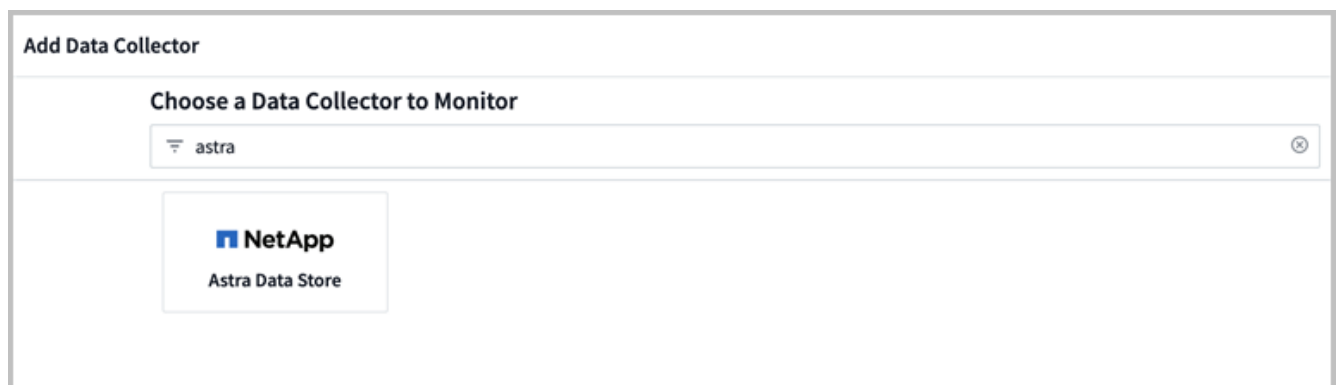 Add Data Collector
Choose a Data Collector to Monitor
astra
NetApp
Astra Data Store